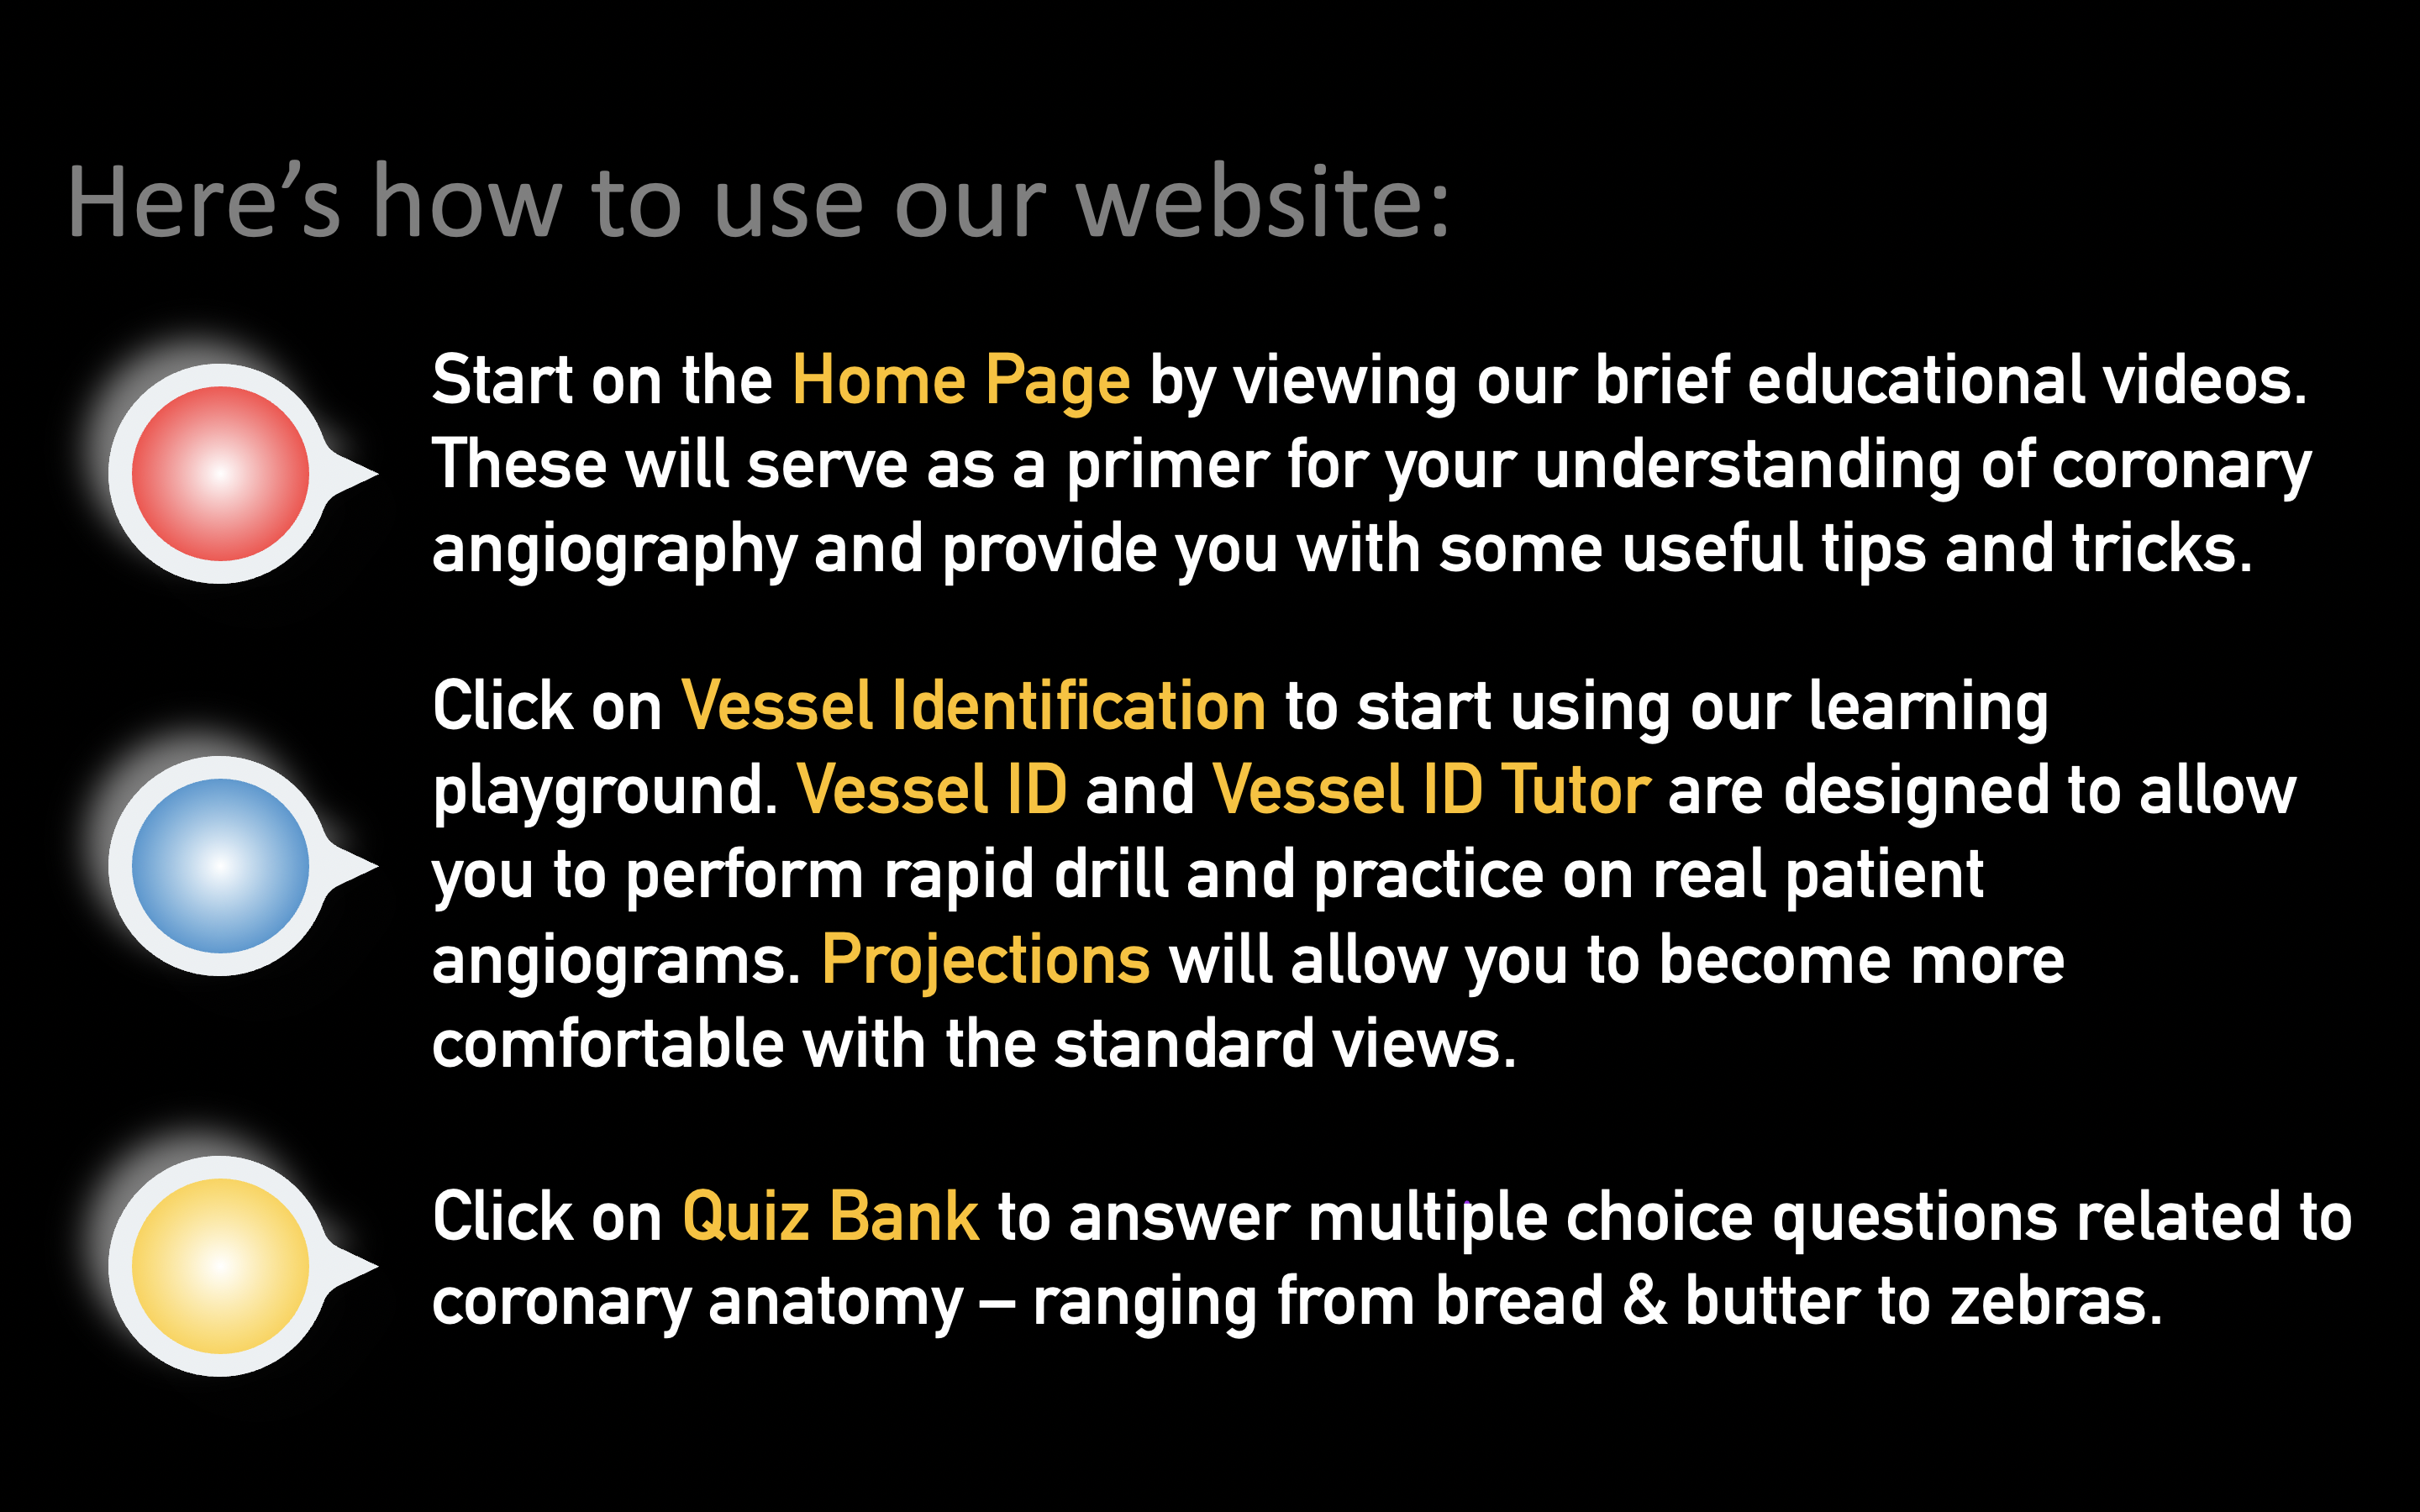 Here’s how to use our website:
Start on the Home Page by viewing our brief educational videos.
These will serve as a primer for your understanding of coronary
angiography and provide you with some useful tips and tricks.
Click on Vessel Identification to start using our learning
playground. Vessel ID and Vessel ID Tutor are designed to allow
you to perform rapid drill and practice on real patient
angiograms. Projections will allow you to become more
comfortable with the standard views.
Click on Quiz Bank to answer multiple choice questions related to
coronary anatomy – ranging from bread & butter to zebras.